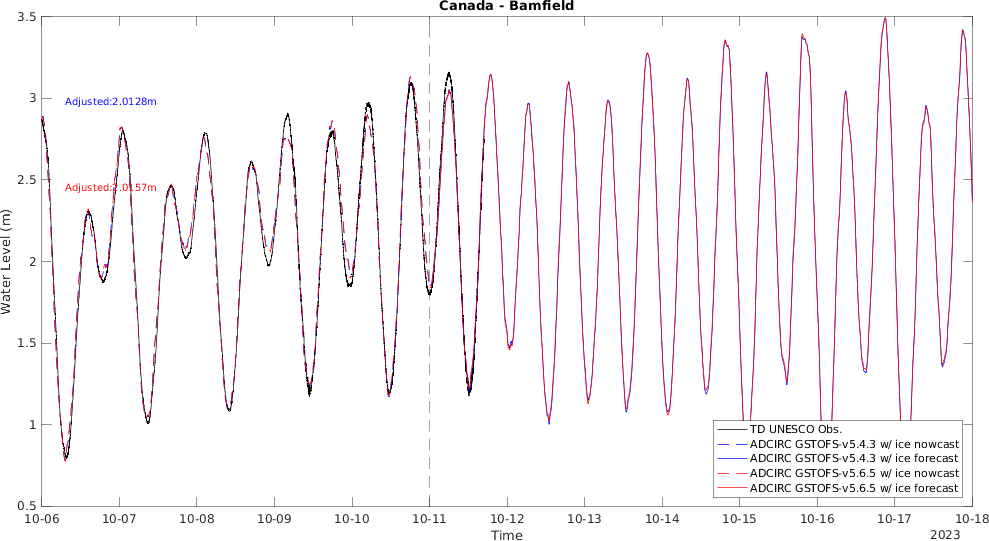 Canada - Bamfield
3.5
3
2.5
2
1.5
1
0.5
Water Level (m)
Adjusted:2.0128m
Adjusted:2.0157m
TD UNESCO Obs.
ADCIRC GSTOFS-v5.4.3 w/ ice nowcast
ADCIRC GSTOFS-v5.4.3 w/ ice forecast
ADCIRC GSTOFS-v5.6.5 w/ ice nowcast
ADCIRC GSTOFS-v5.6.5 w/ ice forecast
10-06 10-07 10-08 10-09 10-10 10-11 10-12 10-13 10-14 10-15 10-16 10-17 10-18
Time
2023